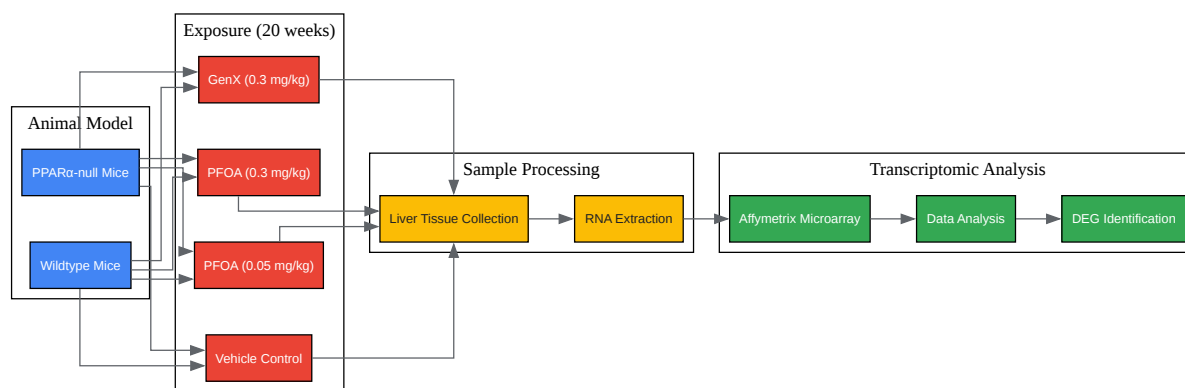 Exposure (20 weeks)
GenX (0.3 mg/kg)
Animal Model
PPARα-null Mice
PFOA (0.3 mg/kg)
Wildtype Mice
PFOA (0.05 mg/kg)
Vehicle Control
Sample Processing
Liver Tissue Collection
RNA Extraction
Transcriptomic Analysis
Affymetrix Microarray
Data Analysis
DEG Identification